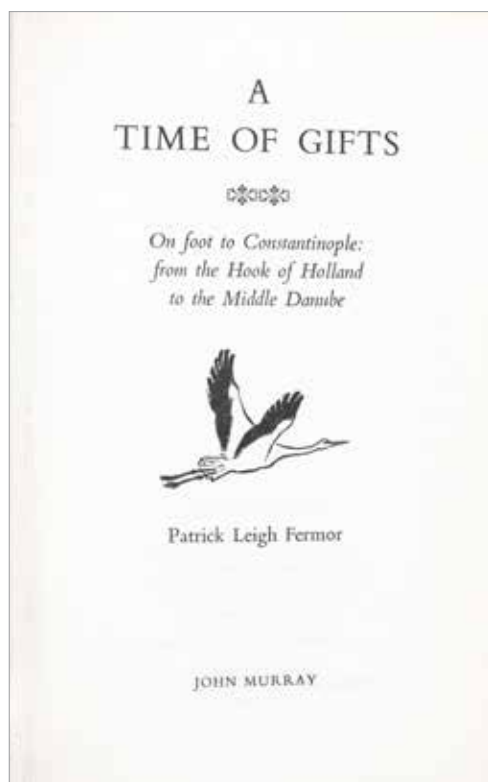 A
TIME OF GIFTS
On foot to Constantinople:
from the Hook of Holland
to the Middle Danube
Patrick Leigh Fermor
JOHN MURRAY